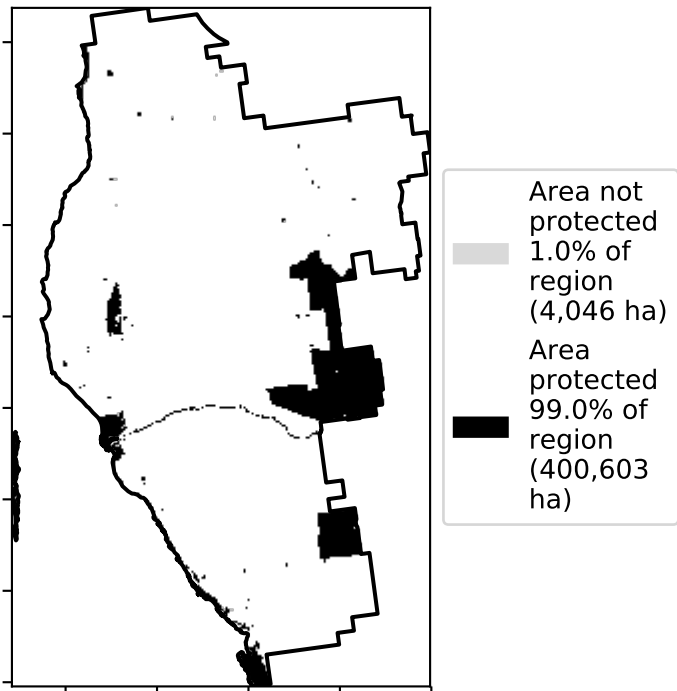 Area not
protected
1.0% of
region
(4,046 ha)
Area
protected
99.0% of
region
(400,603
ha)